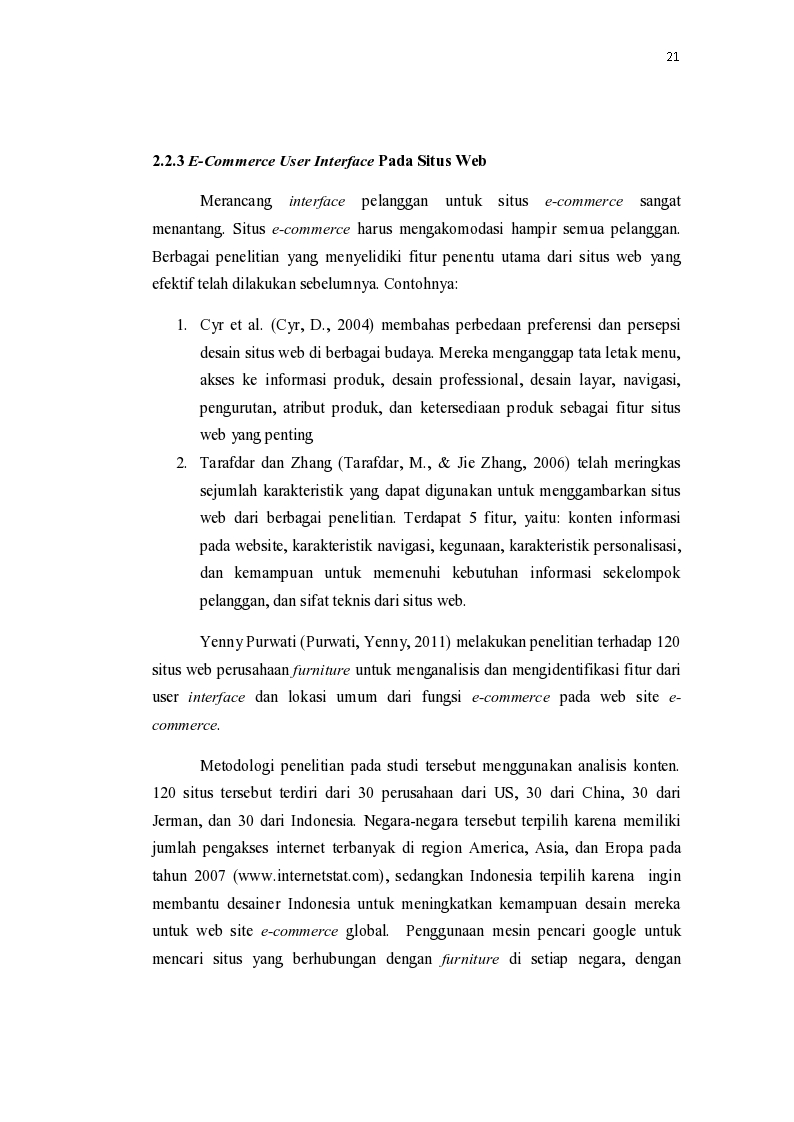 21
2.2.3 E-Commerce User Interface Pada Situs Web
Merancang interface pelanggan untuk situs e-commerce sangat
menantang. Situs e-commerce harus mengakomodasi hampir semua pelanggan.
Berbagai penelitian yang menyelidiki fitur penentu utama dari situs web yang
efektif telah dilakukan sebelumnya. Contohnya:
1. Cyr et al. (Cyr, D., 2004) membahas perbedaan preferensi dan persepsi
desain situs web di berbagai budaya. Mereka menganggap tata letak menu,
akses ke informasi produk, desain professional, desain layar, navigasi,
pengurutan, atribut produk, dan ketersediaan produk sebagai fitur situs
web yang penting
2. Tarafdar dan Zhang (Tarafdar, M., & Jie Zhang, 2006) telah meringkas
sejumlah karakteristik yang dapat digunakan untuk menggambarkan situs
web dari berbagai penelitian. Terdapat 5 fitur, yaitu: konten informasi
pada website, karakteristik navigasi, kegunaan, karakteristik personalisasi,
dan kemampuan untuk memenuhi kebutuhan informasi sekelompok
pelanggan, dan sifat teknis dari situs web.
Yenny Purwati (Purwati, Yenny, 2011) melakukan penelitian terhadap 120
situs web perusahaan furniture untuk menganalisis dan mengidentifikasi fitur dari
user interface dan lokasi umum dari fungsi e-commerce pada web site e-
commerce.
Metodologi penelitian pada studi tersebut menggunakan analisis konten.
120 situs tersebut terdiri dari 30 perusahaan dari US, 30 dari China, 30 dari
Jerman, dan 30 dari Indonesia. Negara-negara tersebut terpilih karena memiliki
jumlah pengakses internet terbanyak di region America, Asia, dan Eropa pada
tahun 2007 (www.internetstat.com), sedangkan Indonesia terpilih karena ingin
membantu desainer Indonesia untuk meningkatkan kemampuan desain mereka
untuk web site e-commerce global. Penggunaan mesin pencari google untuk
mencari situs yang berhubungan dengan furniture di setiap negara, dengan